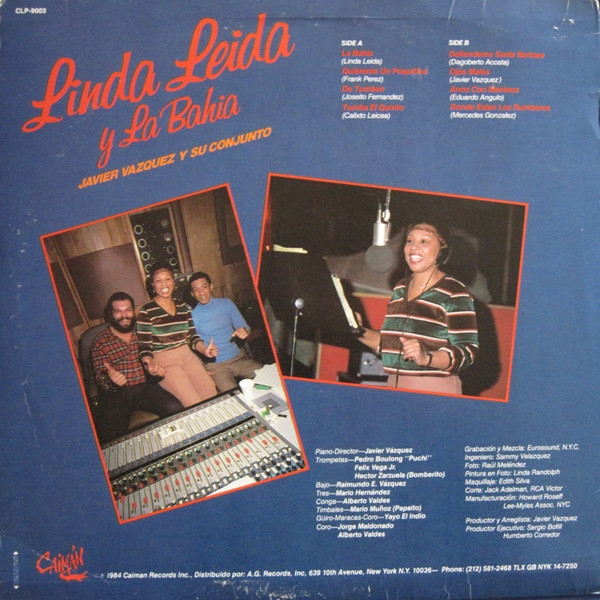 CLP-9003
Linda Leida
y La Bahia
JAVIER VAZQUEZ Y SU CONJUNTO
SIDE A
La Bahia
(Linda Leida)
Quiereme Un Poquitico
(Frank Perez)
De Tombao
(Joseito Fernandez)
Tumba El Quinto
(Calixto Leicea)
SIDE B
Defiendeme Santa Barbara
(Dagoberto Acosta)
Ojos Malos
(Javier Vazquez)
Arroz Con Manteca
(Eduardo Angulo)
Donde Estan Los Rumberos
(Mercedes Gonzalez)
Piano-Director—Javier Vázquez
Trompetas—Pedro Boulong "Puchi"
Felix Vega Jr.
Hector Zarzuela (Bomberito)
Bajo—Raimundo E. Vázquez
Tres—Mario Hernández
Conga—Alberto Valdes
Timbales—Mario Muñoz (Papaito)
Güiro-Maracas-Coro—Yayo El Indio
Coro—Jorge Maldonado
Alberto Valdes
Grabación y Mezcla: Eurosound, N.Y.C.
Ingeniero: Sammy Velazquez
Foto: Raúl Meléndez
Pintura en Foto: Linda Randolph
Maquillaje: Edith Silva
Corte: Jack Adelman, RCA Victor
Manufacturación: Howard Roseff
Lee-Myles Assoc. NYC
Productor y Arreglista: Javier Vazquez
Productor Ejecutivo: Sergio Bofill
Humberto Corredor
CAIMÁN
1984 Caiman Records Inc., Distribuido por: A.G. Records, Inc, 639 10th Avenue, New York N.Y. 10036— Phone: (212) 581-2468 TLX GB NYK 14-7250